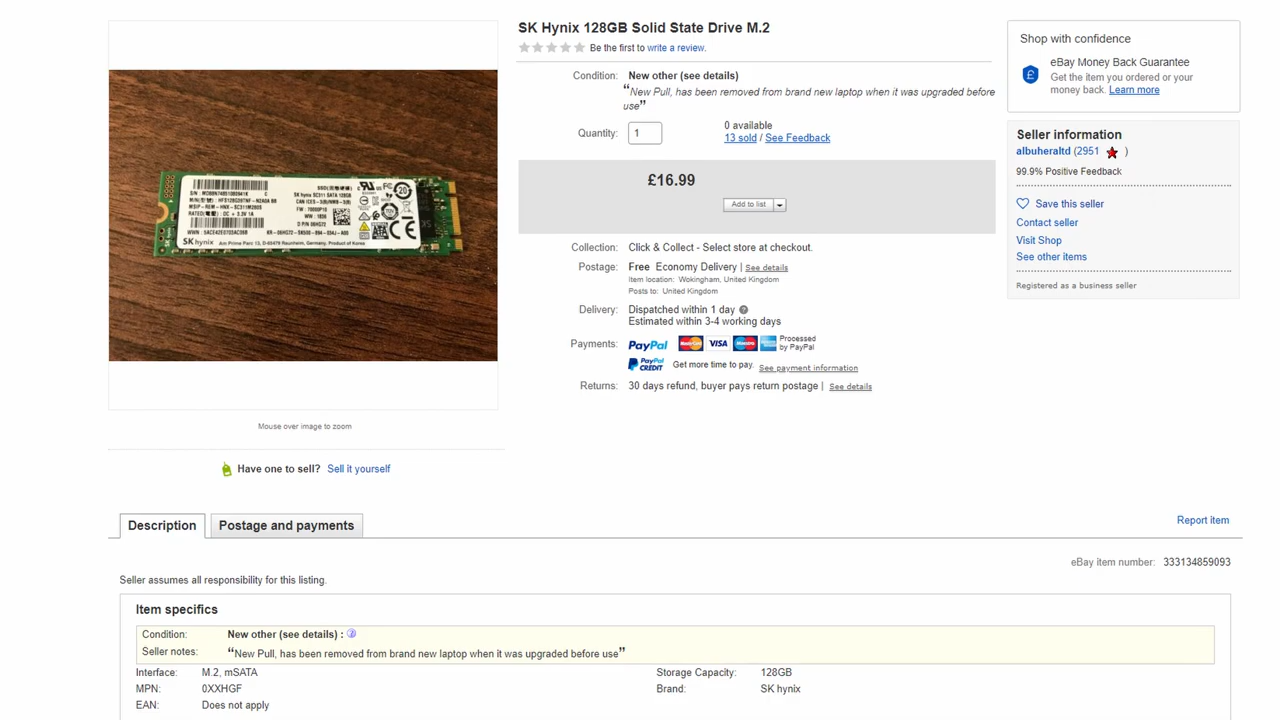 SK Hynix 128GB Solid State Drive M.2
Be the first to write a review.
Condition: New other (see details)
“New Pull, has been removed from brand new laptop when it was upgraded before
use”
Quantity: 1
0 available
13 sold / See Feedback
£16.99
Add to list
Collection: Click & Collect - Select store at checkout.
Postage: Free Economy Delivery | See details
Item location: Wokingham, United Kingdom
Posts to: United Kingdom
Delivery: Dispatched within 1 day
Estimated within 3-4 working days
Payments: PayPal MasterCard VISA Maestro Processed
by PayPal
PayPal CREDIT Get more time to pay. See payment information
Returns: 30 days refund, buyer pays return postage | See details
Shop with confidence
eBay Money Back Guarantee
Get the item you ordered or your
money back. Learn more
Seller information
albuheraltd (2951 )
99.9% Positive Feedback
Save this seller
Contact seller
Visit Shop
See other items
Registered as a business seller
SK hynix
Mouse over image to zoom
Have one to sell? Sell it yourself
Description
Postage and payments
Report item
eBay item number: 333134859093
Seller assumes all responsibility for this listing.
Item specifics
Condition: New other (see details) :
Seller notes: “New Pull, has been removed from brand new laptop when it was upgraded before use”
Interface: M.2, mSATA
Storage Capacity: 128GB
MPN: 0XXHGF
Brand: SK hynix
EAN: Does not apply